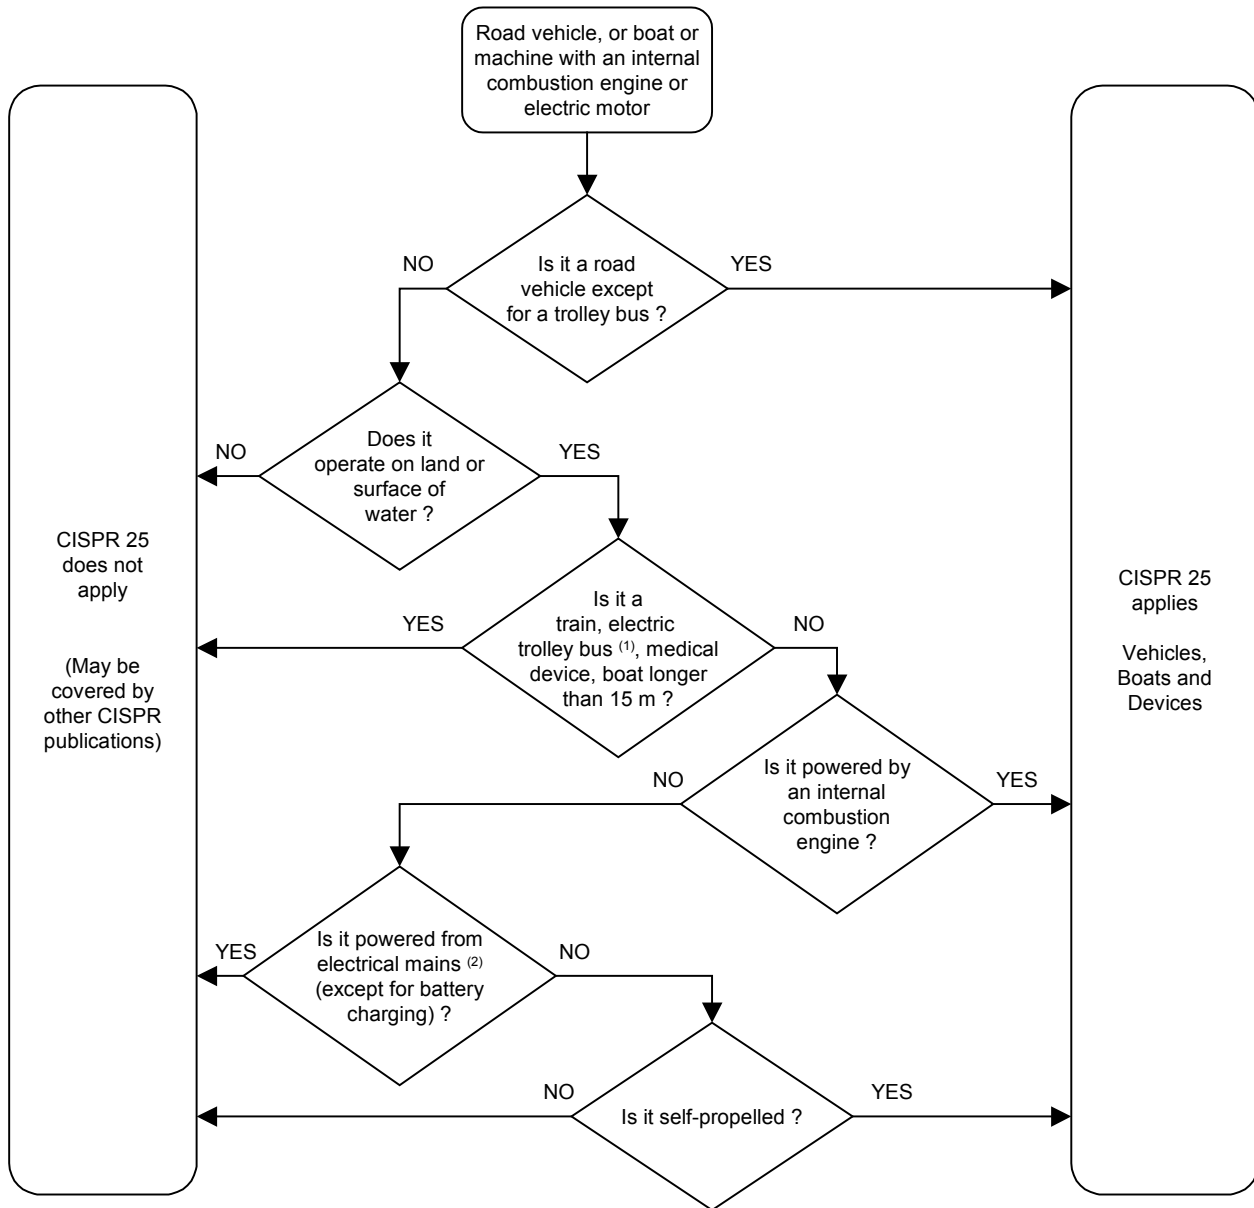 Road vehicle, or boat or
machine with an internal
combustion engine or
electric motor
NO
Is it a road
vehicle except
for a trolley bus ?
YES
NO
Does it
operate on land or
surface of
water ?
YES
CISPR 25
does not
apply
(May be
covered by
other CISPR
publications)
YES
Is it a
train, electric
trolley bus (1), medical
device, boat longer
than 15 m ?
NO
CISPR 25
applies
Vehicles,
Boats and
Devices
NO
Is it powered by
an internal
combustion
engine ?
YES
YES
Is it powered from
electrical mains (2)
(except for battery
charging) ?
NO
NO
Is it self-propelled ?
YES